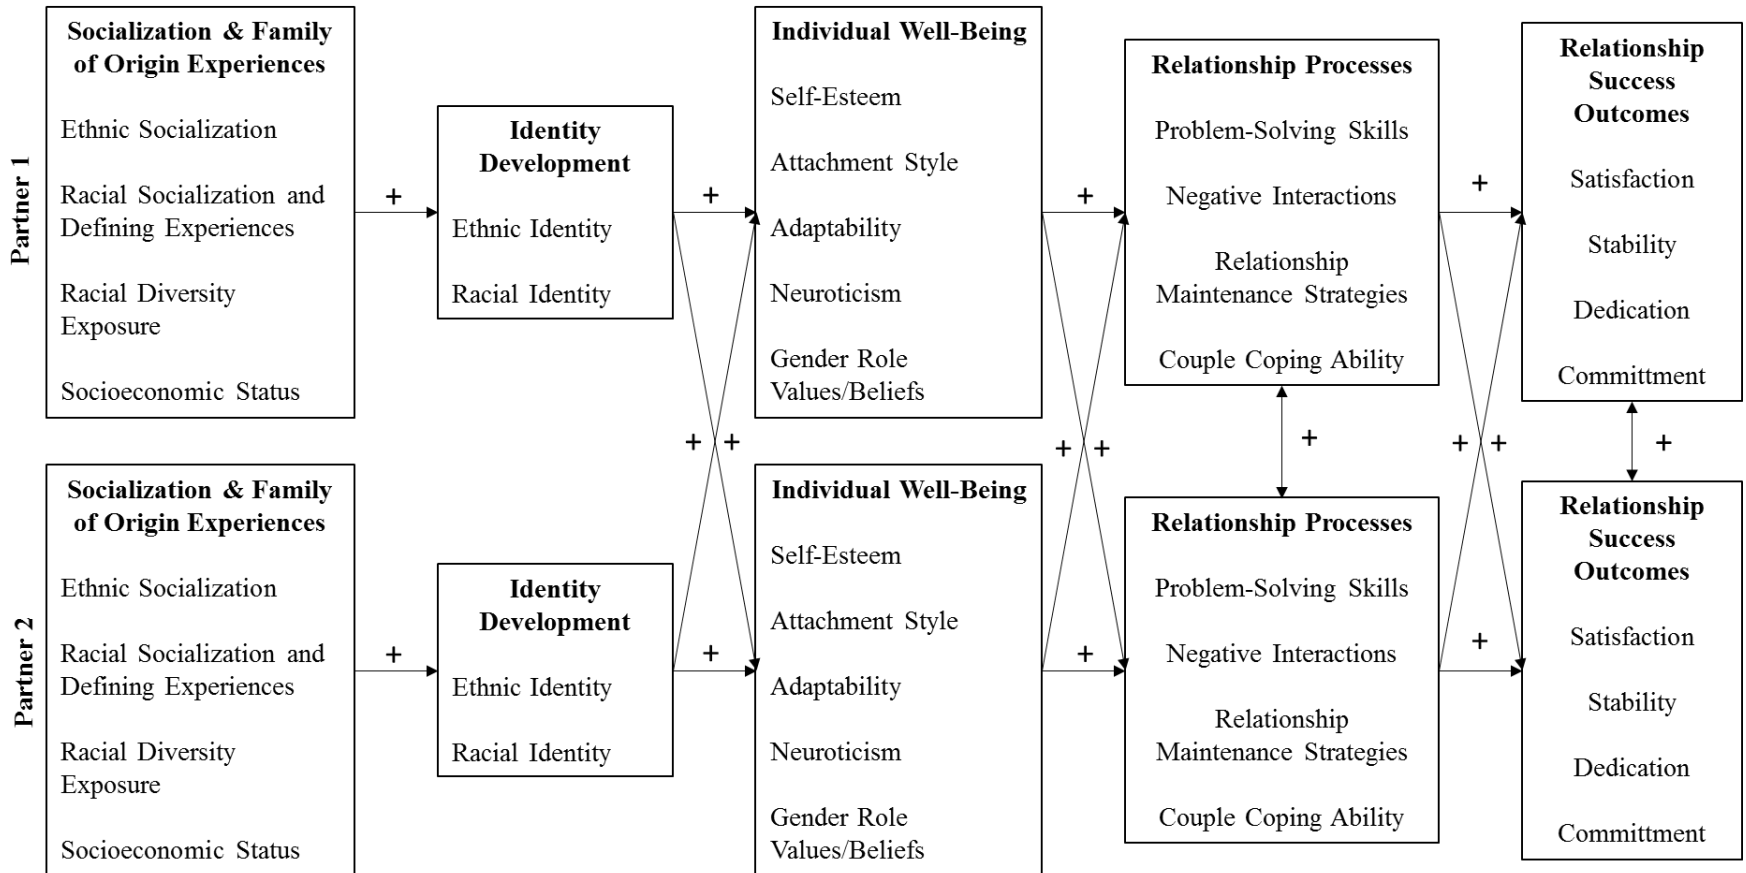 Partner 1
Socialization & Family
of Origin Experiences
Ethnic Socialization
Racial Socialization and
Defining Experiences
Racial Diversity
Exposure
Socioeconomic Status
+
Identity
Development
Ethnic Identity
Racial Identity
+
Individual Well-Being
Self-Esteem
Attachment Style
Adaptability
Neuroticism
Gender Role
Values/Beliefs
+
Relationship Processes
Problem-Solving Skills
Negative Interactions
Relationship
Maintenance Strategies
Couple Coping Ability
+
Relationship
Success
Outcomes
Satisfaction
Stability
Dedication
Committment
+ +
+ +
+
+ +
+
Partner 2
Socialization & Family
of Origin Experiences
Ethnic Socialization
Racial Socialization and
Defining Experiences
Racial Diversity
Exposure
Socioeconomic Status
+
Identity
Development
Ethnic Identity
Racial Identity
+
Individual Well-Being
Self-Esteem
Attachment Style
Adaptability
Neuroticism
Gender Role
Values/Beliefs
+
Relationship Processes
Problem-Solving Skills
Negative Interactions
Relationship
Maintenance Strategies
Couple Coping Ability
+
Relationship
Success
Outcomes
Satisfaction
Stability
Dedication
Committment